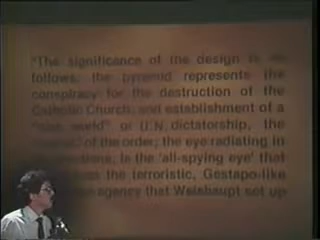 "The significance of the design is as
follows: the pyramid represents the
conspiracy for the destruction of the
Catholic Church, and establishment of a
"one world" or U.N. dictatorship, the
of the order; the eye radiating in
directions, is the 'all-spying eye' that
the terroristic, Gestapo-like
agency that Weishaupt set up